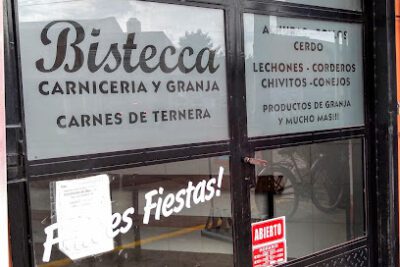 Bistecca
CARNICERIA Y GRANJA
CARNES DE TERNERA
CERDO
LECHONES - CORDEROS
CHIVITOS - CONEJOS
PRODUCTOS DE GRANJA
Y MUCHO MAS!!!
Fiestas!
ABIERTO